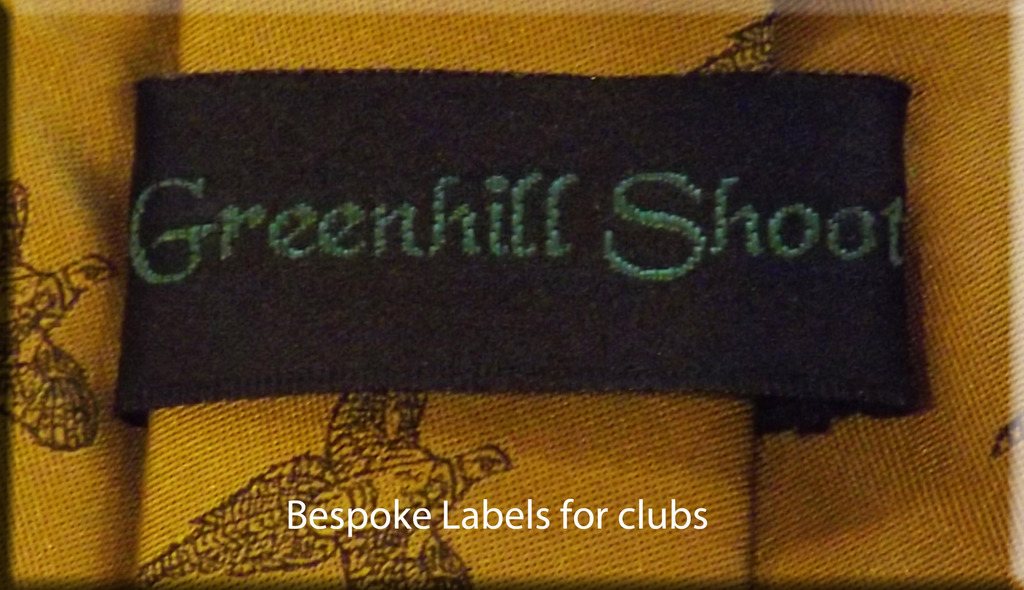 Greenhill Shoot
Bespoke Labels for clubs